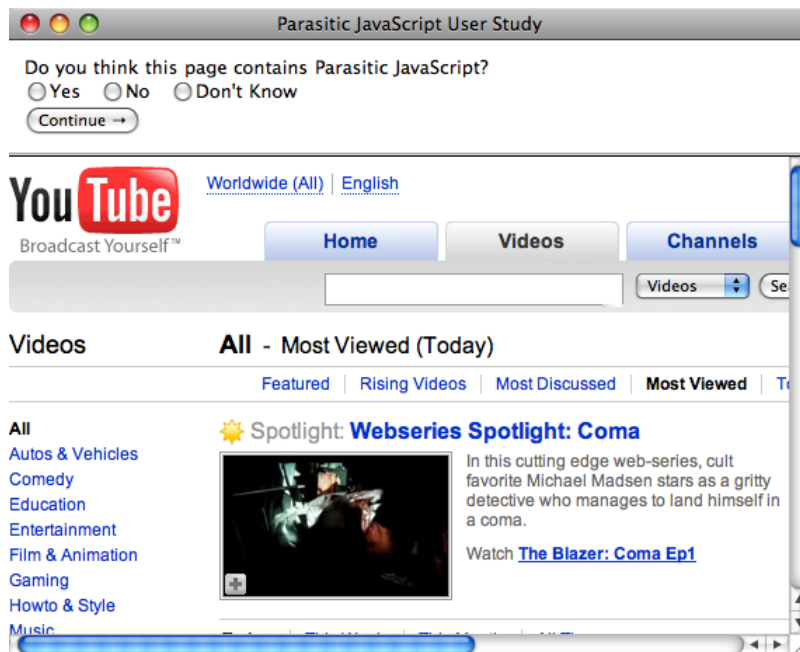 Parasitic JavaScript User Study
Do you think this page contains Parasitic JavaScript?
Yes No Don't Know
Continue →
YouTube
Broadcast Yourself™
Worldwide (All) | English
Home Videos Channels
Videos
Videos
All - Most Viewed (Today)
Featured | Rising Videos | Most Discussed | Most Viewed
All
Autos & Vehicles
Comedy
Education
Entertainment
Film & Animation
Gaming
Howto & Style
Music
Spotlight: Webseries Spotlight: Coma
In this cutting edge web-series, cult
favorite Michael Madsen stars as a gritty
detective who manages to land himself in
a coma.
Watch The Blazer: Coma Ep1